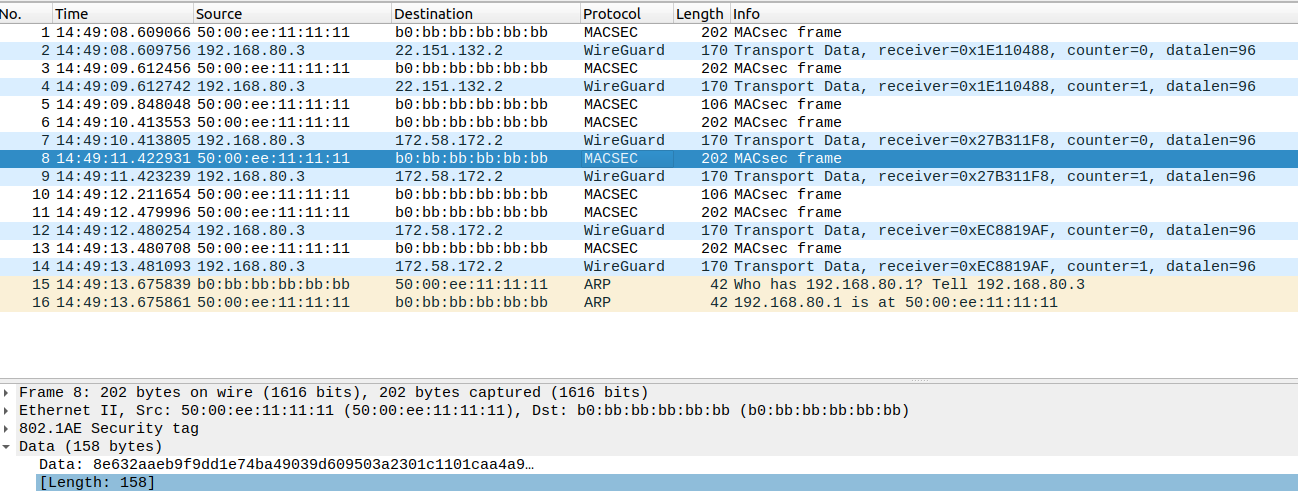 No. Time Source Destination Protocol Length Info
1 14:49:08.609066 50:00:ee:11:11:11 b0:bb:bb:bb:bb:bb MACSEC 202 MACsec frame
2 14:49:08.609756 192.168.80.3 22.151.132.2 WireGuard 170 Transport Data, receiver=0x1E110488, counter=0, datalen=96
3 14:49:09.612456 50:00:ee:11:11:11 b0:bb:bb:bb:bb:bb MACSEC 202 MACsec frame
4 14:49:09.612742 192.168.80.3 22.151.132.2 WireGuard 170 Transport Data, receiver=0x1E110488, counter=1, datalen=96
5 14:49:09.848048 50:00:ee:11:11:11 b0:bb:bb:bb:bb:bb MACSEC 106 MACsec frame
6 14:49:10.413553 50:00:ee:11:11:11 b0:bb:bb:bb:bb:bb MACSEC 202 MACsec frame
7 14:49:10.413805 192.168.80.3 172.58.172.2 WireGuard 170 Transport Data, receiver=0x27B311F8, counter=0, datalen=96
8 14:49:11.422931 50:00:ee:11:11:11 b0:bb:bb:bb:bb:bb MACSEC 202 MACsec frame
9 14:49:11.423239 192.168.80.3 172.58.172.2 WireGuard 170 Transport Data, receiver=0x27B311F8, counter=1, datalen=96
10 14:49:12.211654 50:00:ee:11:11:11 b0:bb:bb:bb:bb:bb MACSEC 106 MACsec frame
11 14:49:12.479996 50:00:ee:11:11:11 b0:bb:bb:bb:bb:bb MACSEC 202 MACsec frame
12 14:49:12.480254 192.168.80.3 172.58.172.2 WireGuard 170 Transport Data, receiver=0xEC8819AF, counter=0, datalen=96
13 14:49:13.480708 50:00:ee:11:11:11 b0:bb:bb:bb:bb:bb MACSEC 202 MACsec frame
14 14:49:13.481093 192.168.80.3 172.58.172.2 WireGuard 170 Transport Data, receiver=0xEC8819AF, counter=1, datalen=96
15 14:49:13.675839 b0:bb:bb:bb:bb:bb 50:00:ee:11:11:11 ARP 42 Who has 192.168.80.1? Tell 192.168.80.3
16 14:49:13.675861 50:00:ee:11:11:11 b0:bb:bb:bb:bb:bb ARP 42 192.168.80.1 is at 50:00:ee:11:11:11
Frame 8: 202 bytes on wire (1616 bits), 202 bytes captured (1616 bits)
Ethernet II, Src: 50:00:ee:11:11:11 (50:00:ee:11:11:11), Dst: b0:bb:bb:bb:bb:bb (b0:bb:bb:bb:bb:bb)
802.1AE Security tag
Data (158 bytes)
Data: 8e632aaeb9f9dd1e74ba49039d609503a2301c1101caa4a9…
[Length: 158]